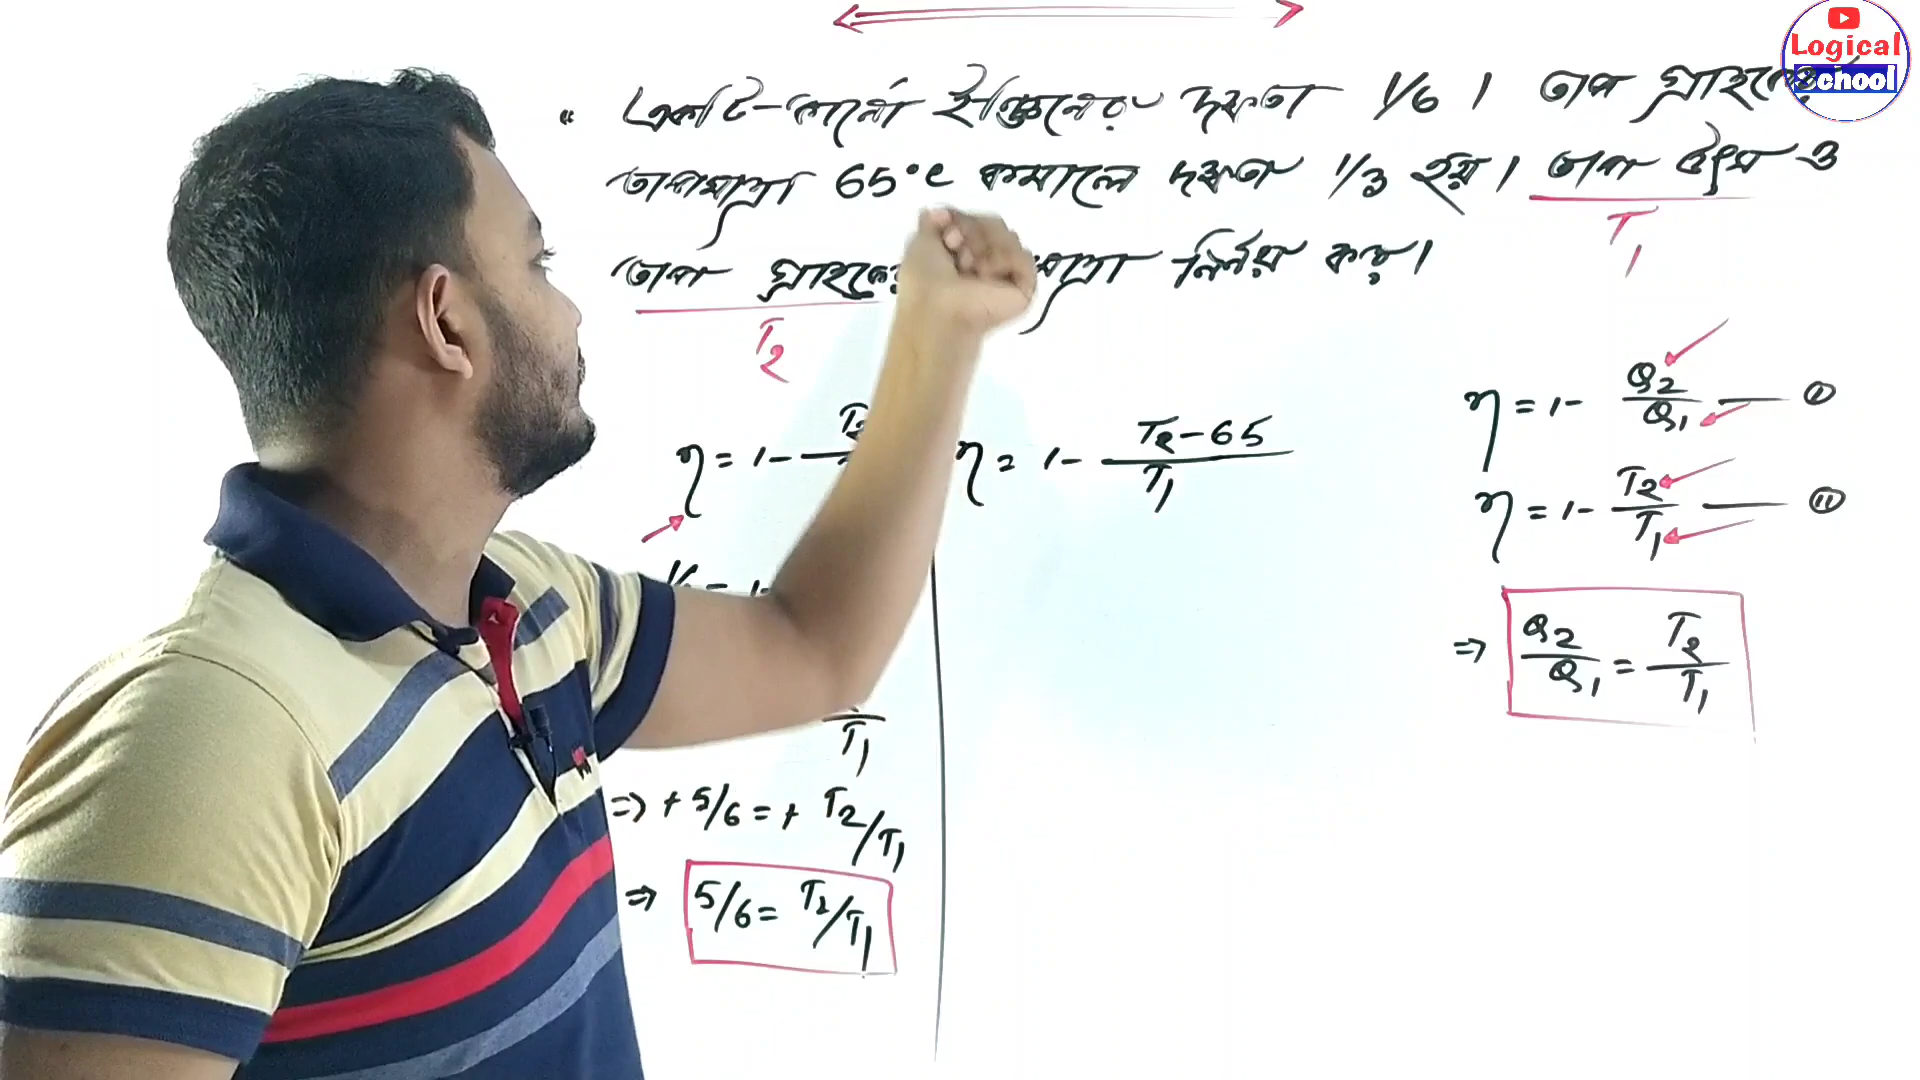 Logical
School
" একটি কার্নো ইঞ্জিনের দক্ষতা 1/6 । তাপ গ্রাহকের
তাপমাত্রা 65°c কমালে দক্ষতা 1/3 হয়। তাপ উৎস ও
T₁
তাপ গ্রাহকের নির্ণয় কর।
T₂
η = 1 - T₂
η = 1 - (T₂ - 65)/T₁
η = 1 - Q₂/Q₁ —— (i)
η = 1 - T₂/T₁ —— (ii)
⇒ Q₂/Q₁ = T₂/T₁
T₁
⇒ + 5/6 = + T₂/T₁
⇒ 5/6 = T₂/T₁